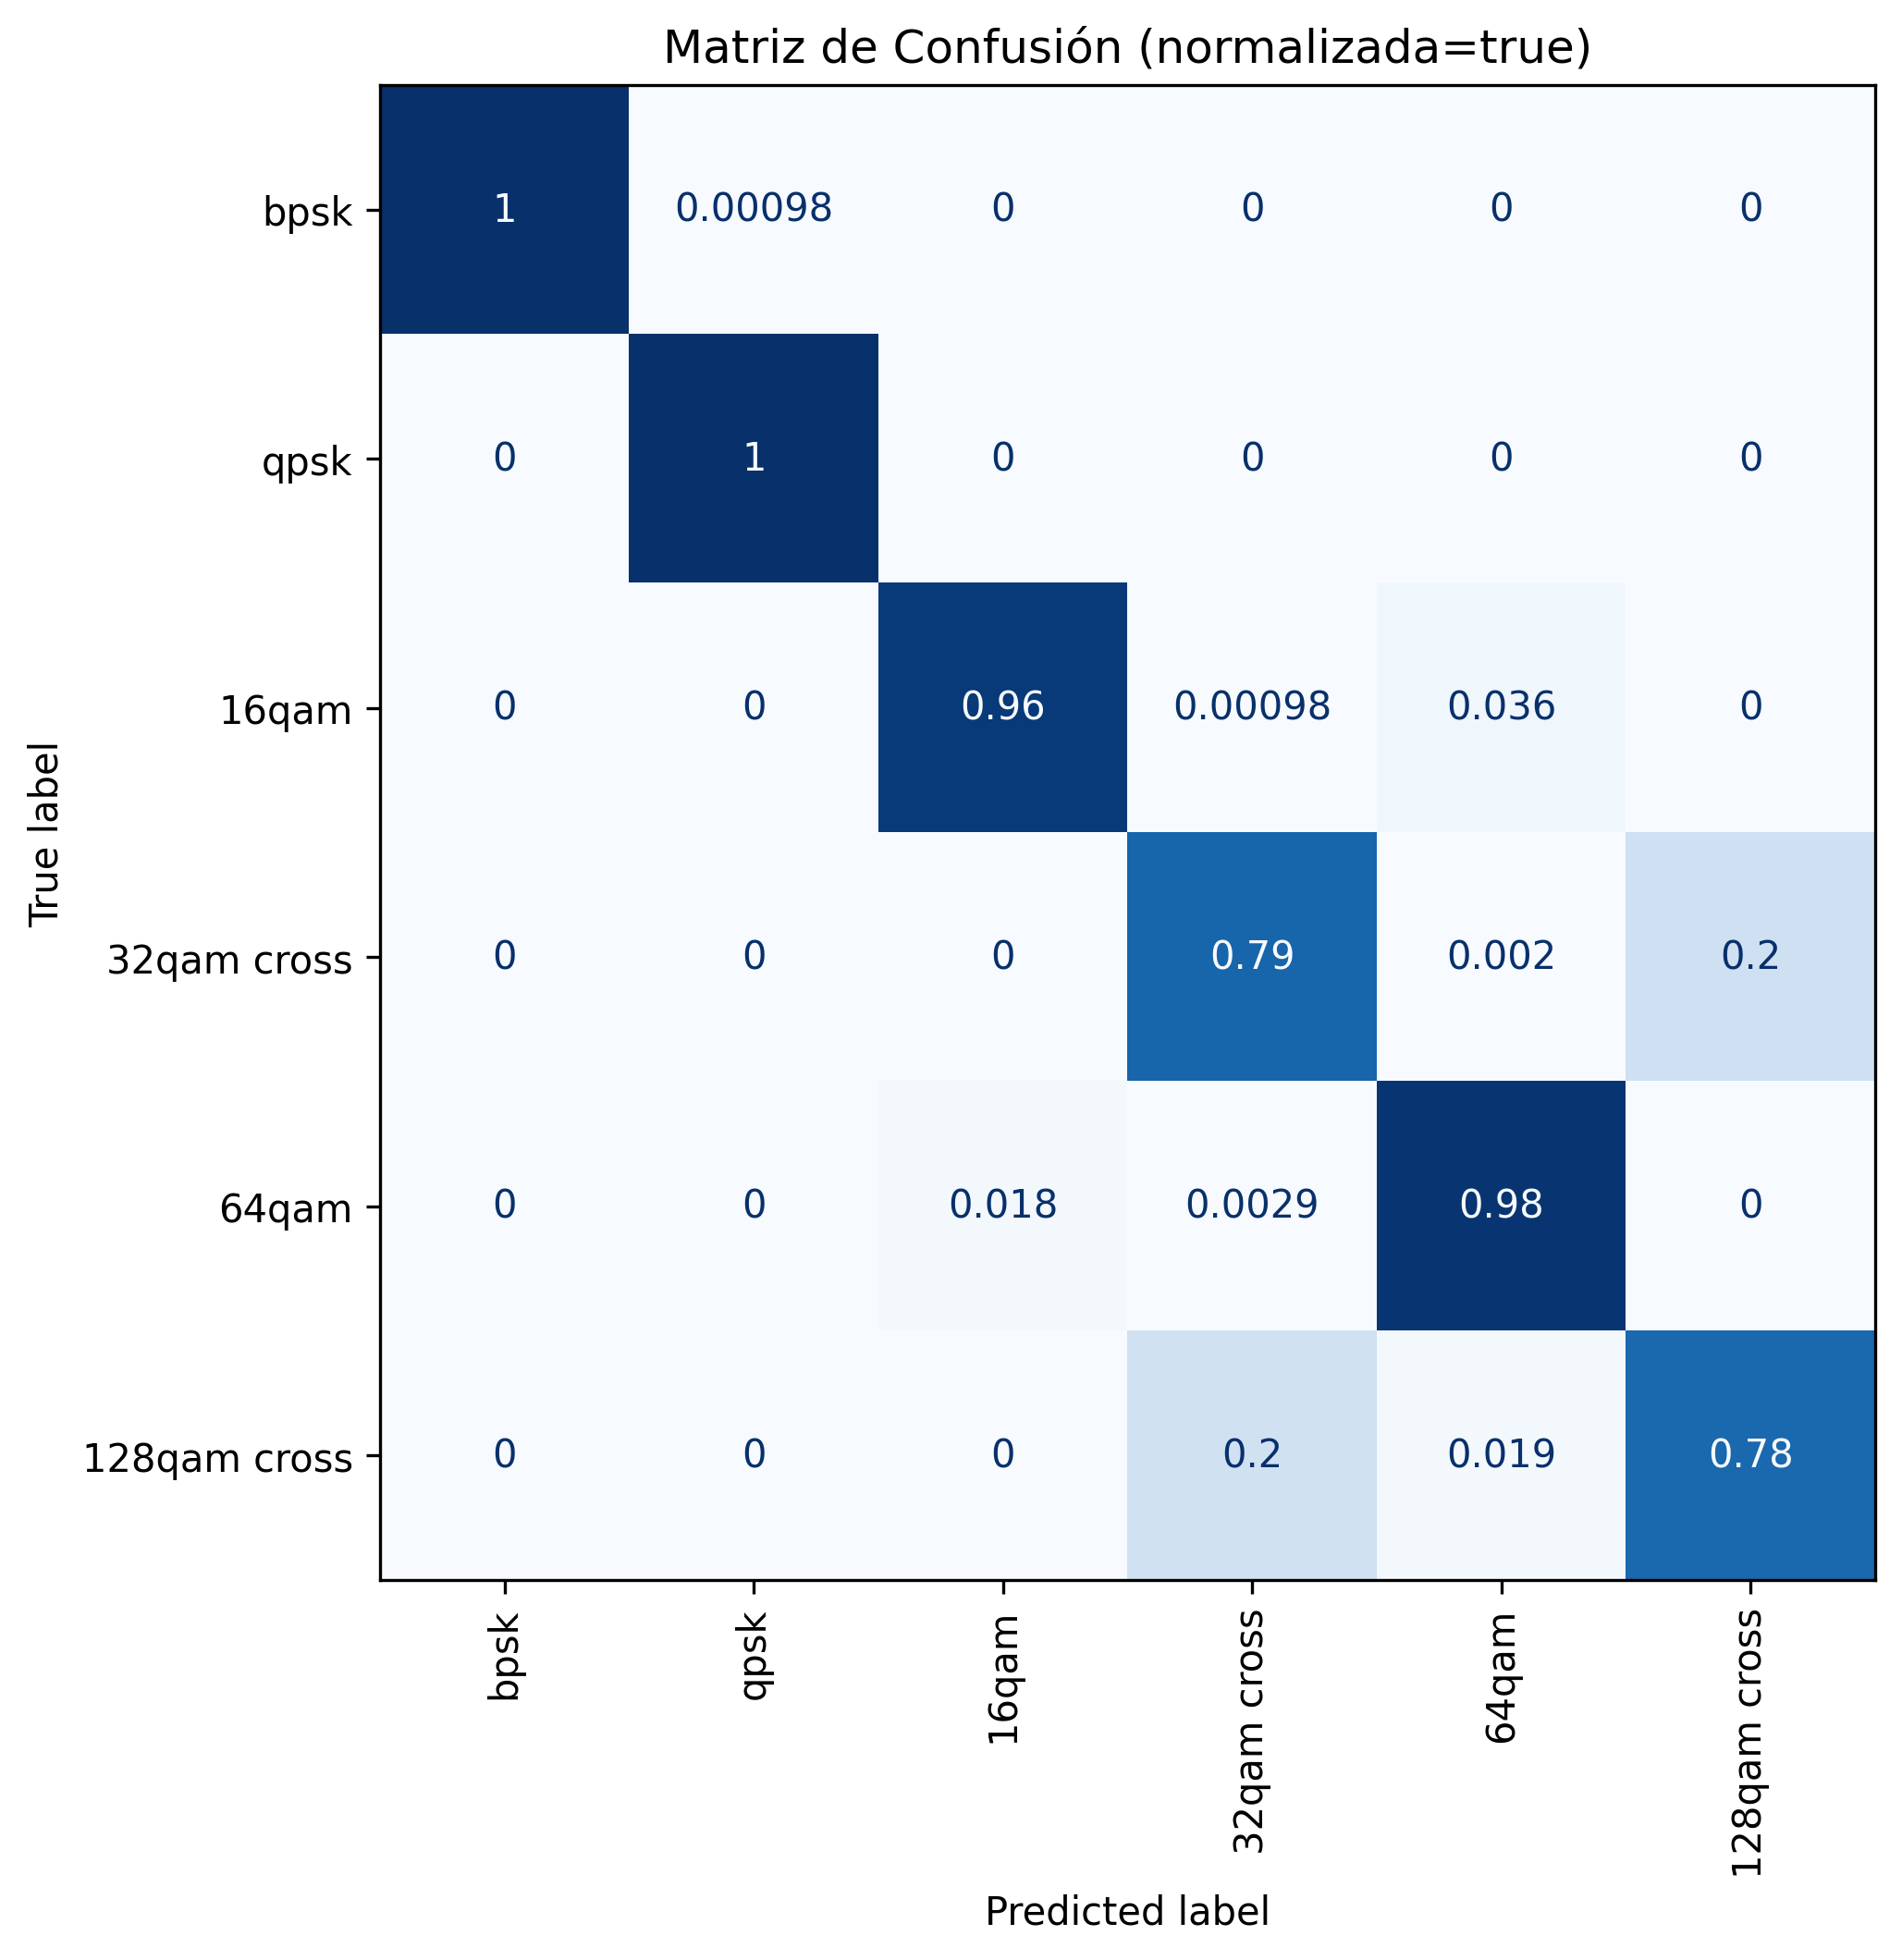 Matriz de Confusión (normalizada=true)
True label
bpsk 1 0.00098 0 0 0 0
qpsk 0 1 0 0 0 0
16qam 0 0 0.96 0.00098 0.036 0
32qam cross 0 0 0 0.79 0.002 0.2
64qam 0 0 0.018 0.0029 0.98 0
128qam cross 0 0 0 0.2 0.019 0.78
bpsk
qpsk
16qam
32qam cross
64qam
128qam cross
Predicted label